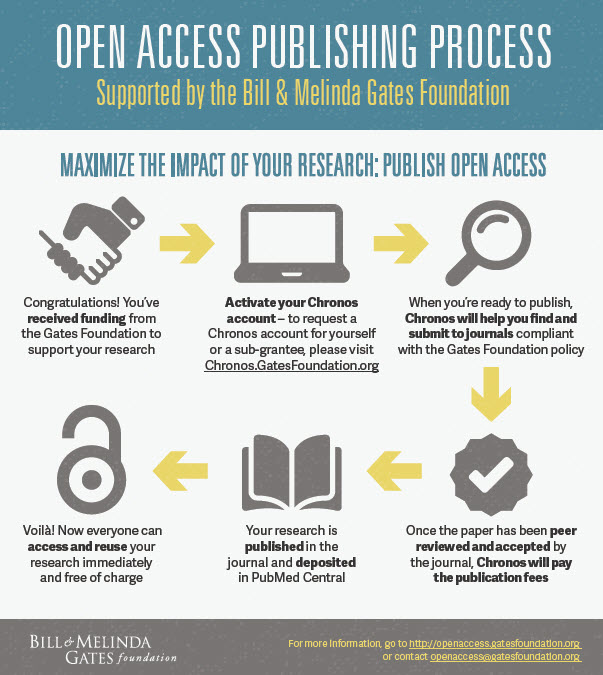 OPEN ACCESS PUBLISHING PROCESS
Supported by the Bill & Melinda Gates Foundation
MAXIMIZE THE IMPACT OF YOUR RESEARCH: PUBLISH OPEN ACCESS
Congratulations! You've
received funding from
the Gates Foundation to
support your research
Activate your Chronos
account – to request a
Chronos account for yourself
or a sub-grantee, please visit
Chronos.GatesFoundation.org
When you're ready to publish,
Chronos will help you find and
submit to journals compliant
with the Gates Foundation policy
Once the paper has been peer
reviewed and accepted by
the journal, Chronos will pay
the publication fees
Your research is
published in the
journal and deposited
in PubMed Central
Voilà! Now everyone can
access and reuse your
research immediately
and free of charge
BILL & MELINDA
GATES foundation
For more information, go to http://openaccess.gatesfoundation.org
or contact openaccess@gatesfoundation.org